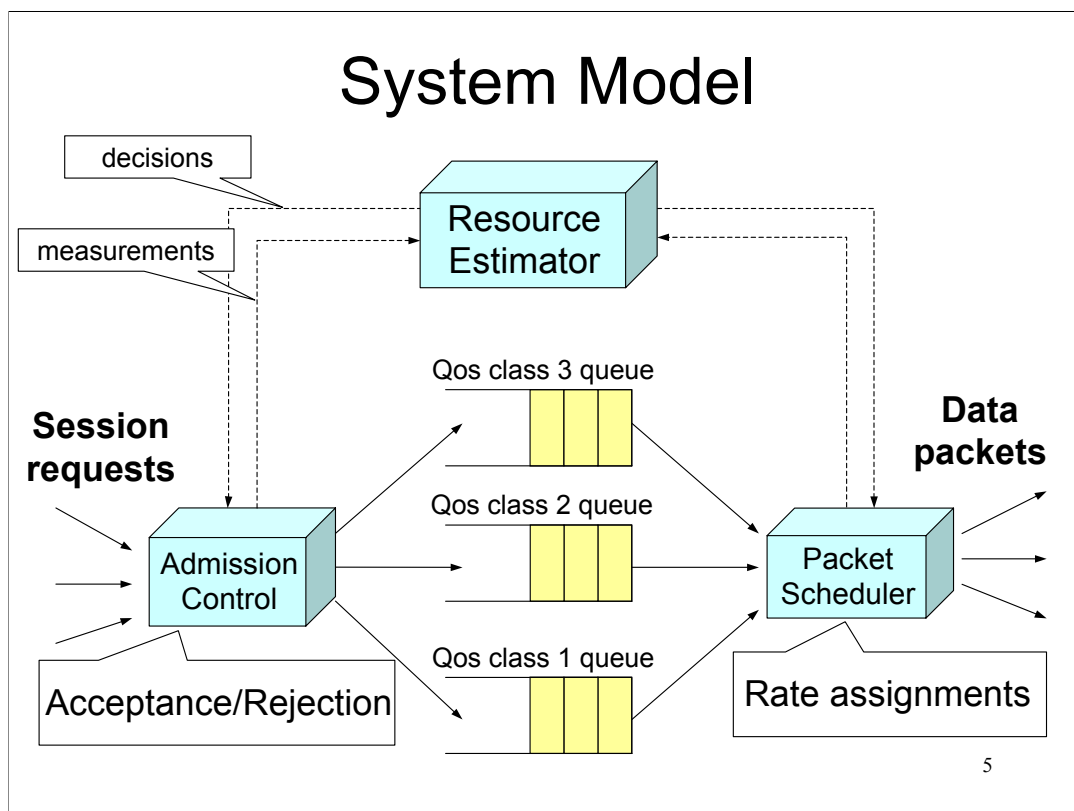 System Model
decisions
Resource
Estimator
measurements
Qos class 3 queue
Session
requests
Data
packets
Qos class 2 queue
Admission
Control
Packet
Scheduler
Qos class 1 queue
Acceptance/Rejection
Rate assignments
5